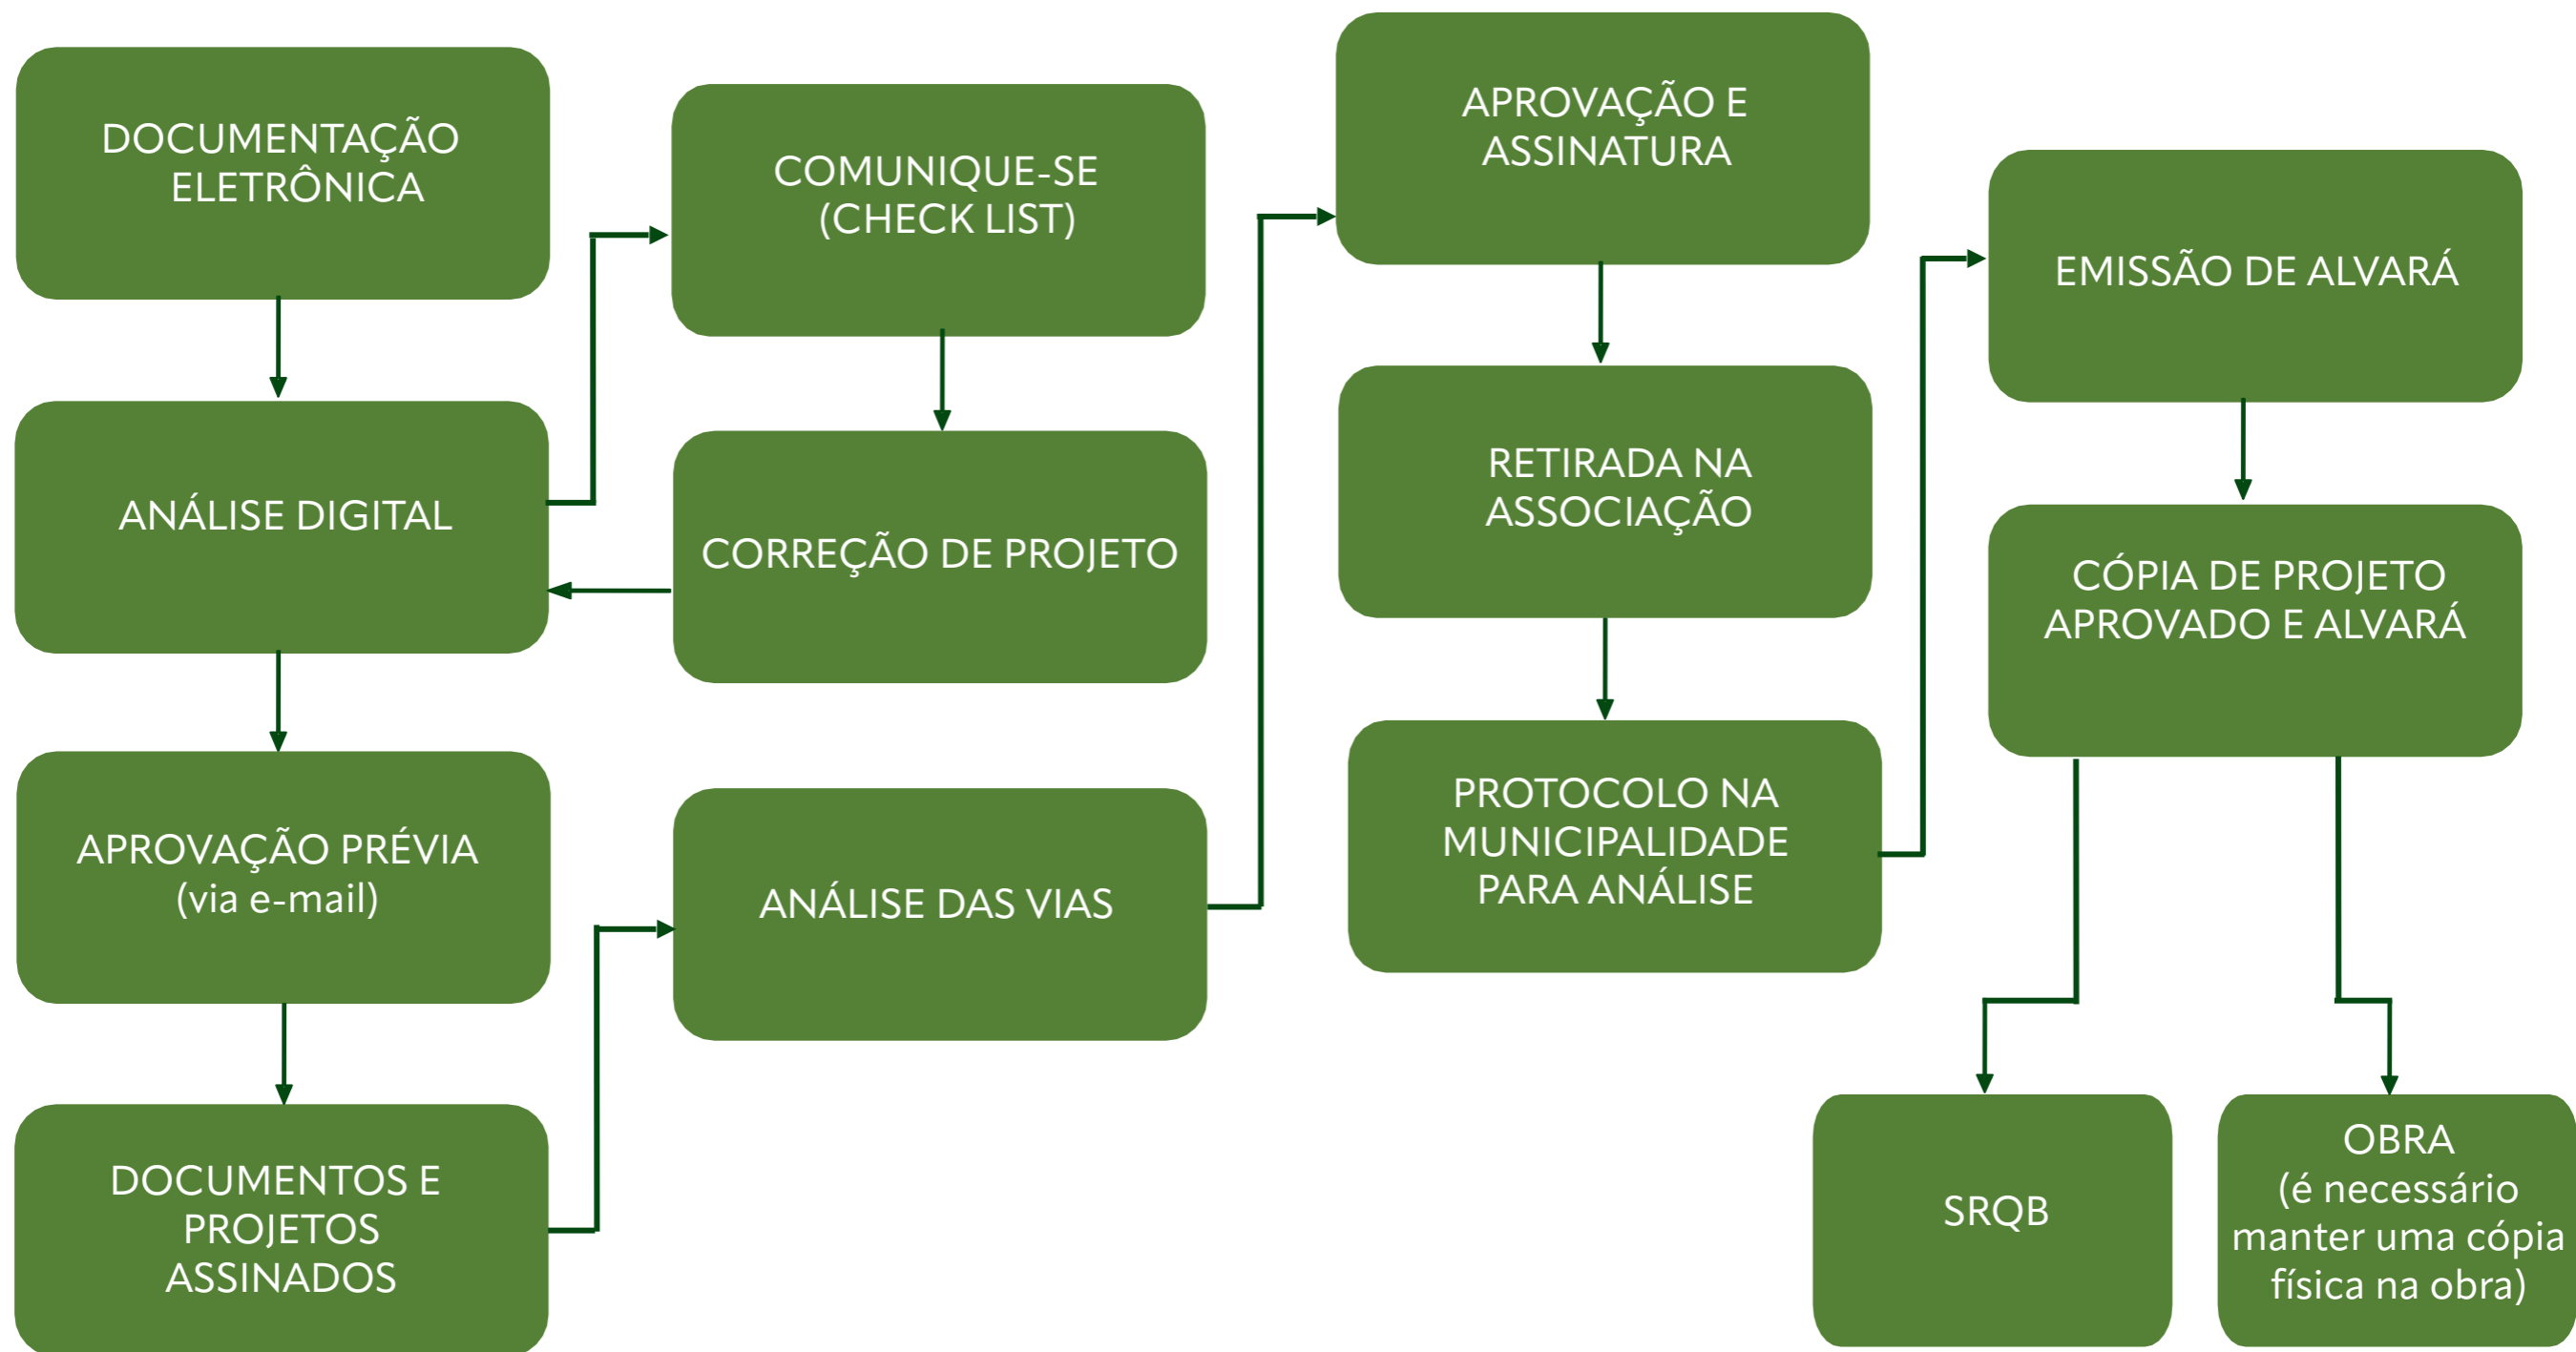 DOCUMENTAÇÃO
ELETRÔNICA
ANÁLISE DIGITAL
APROVAÇÃO PRÉVIA
(via e-mail)
DOCUMENTOS E
PROJETOS
ASSINADOS
COMUNIQUE-SE
(CHECK LIST)
CORREÇÃO DE PROJETO
ANÁLISE DAS VIAS
APROVAÇÃO E
ASSINATURA
RETIRADA NA
ASSOCIAÇÃO
PROTOCOLO NA
MUNICIPALIDADE
PARA ANÁLISE
EMISSÃO DE ALVARÁ
CÓPIA DE PROJETO
APROVADO E ALVARÁ
SRQB
OBRA
(é necessário
manter uma cópia
física na obra)